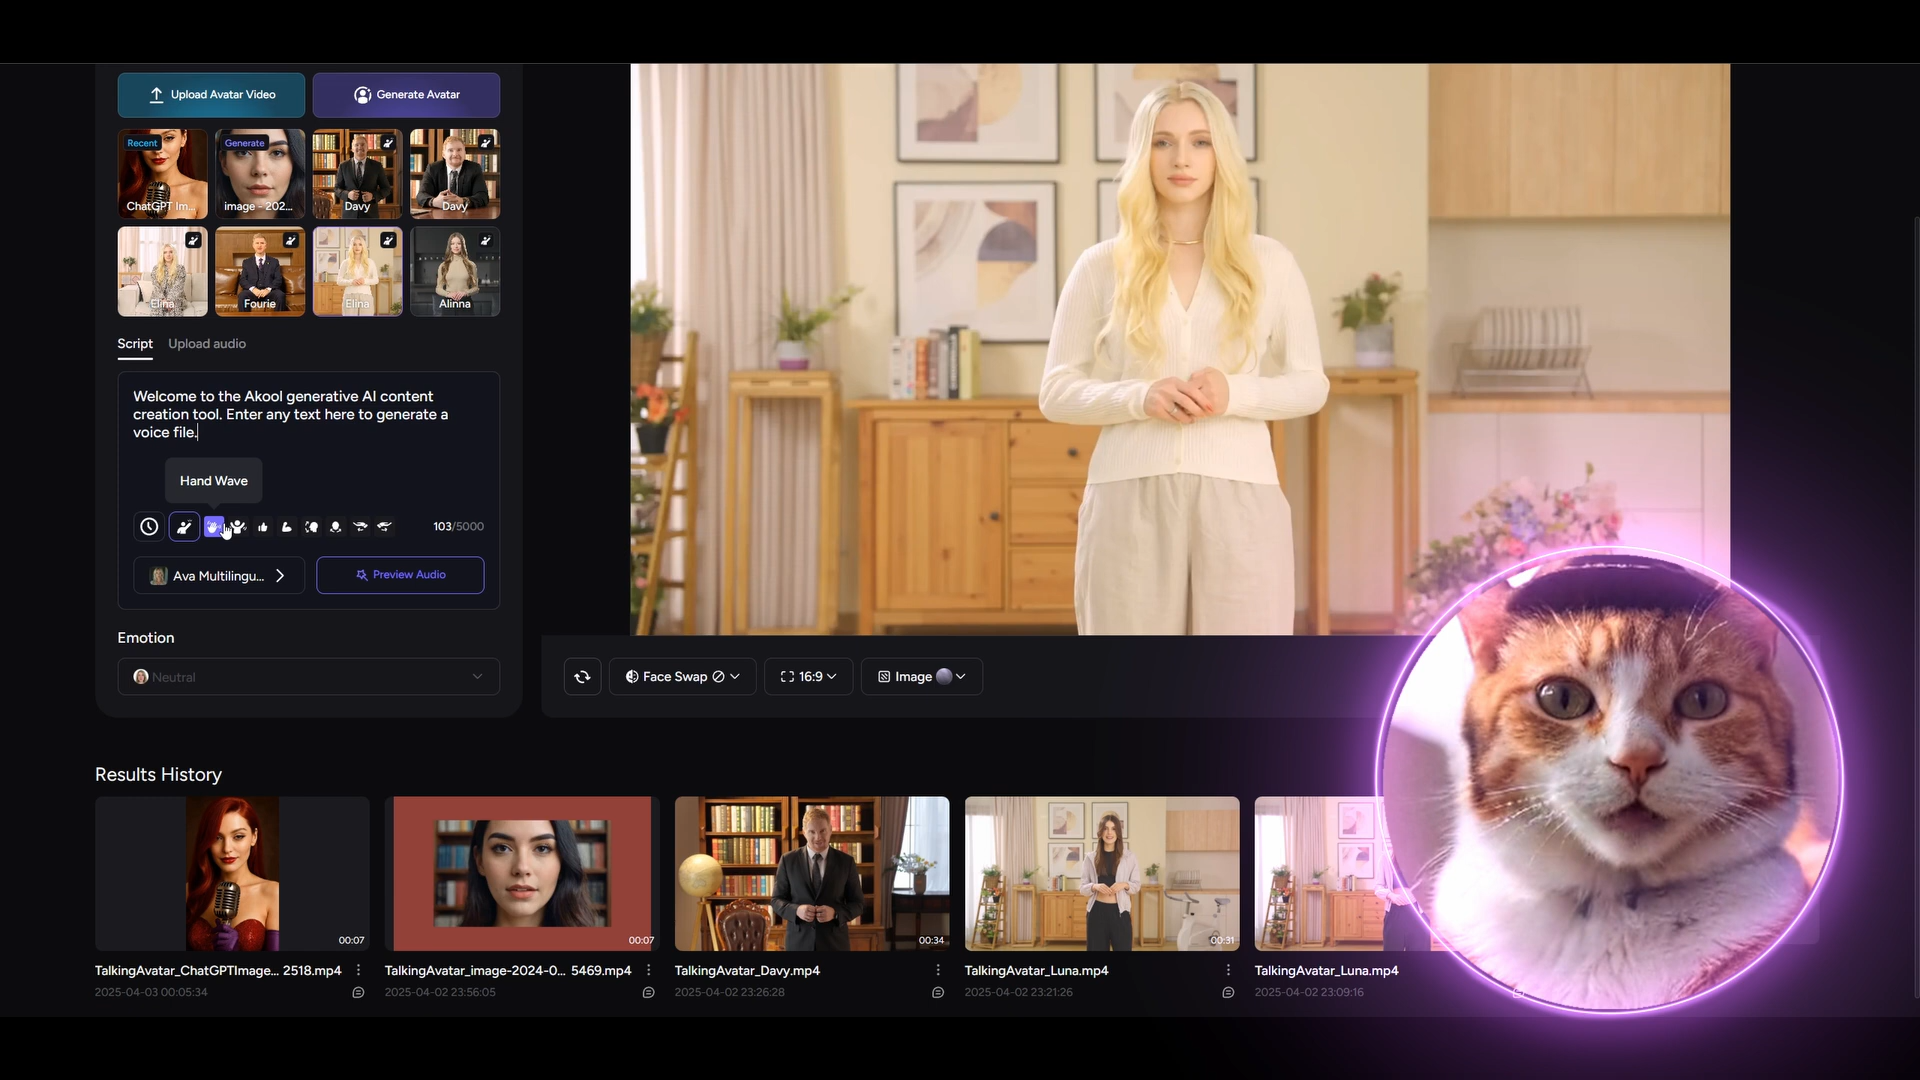 Upload Avatar Video
Generate Avatar
Recent
ChatGPT Im...
Generate
image - 202...
Davy
Davy
Elina
Fourie
Elina
Alinna
Script
Upload audio
Welcome to the Akool generative AI content
creation tool. Enter any text here to generate a
voice file.
Hand Wave
103/5000
Ava Multilingu...
Preview Audio
Emotion
Neutral
Face Swap
16:9
Image
Results History
00:07
00:07
00:34
00:31
TalkingAvatar_ChatGPTImage... 2518.mp4
TalkingAvatar_image-2024-0... 5469.mp4
TalkingAvatar_Davy.mp4
TalkingAvatar_Luna.mp4
TalkingAvatar_Luna.mp4
2025-04-03 00:05:34
2025-04-02 23:56:05
2025-04-02 23:26:28
2025-04-02 23:21:26
2025-04-02 23:09:16